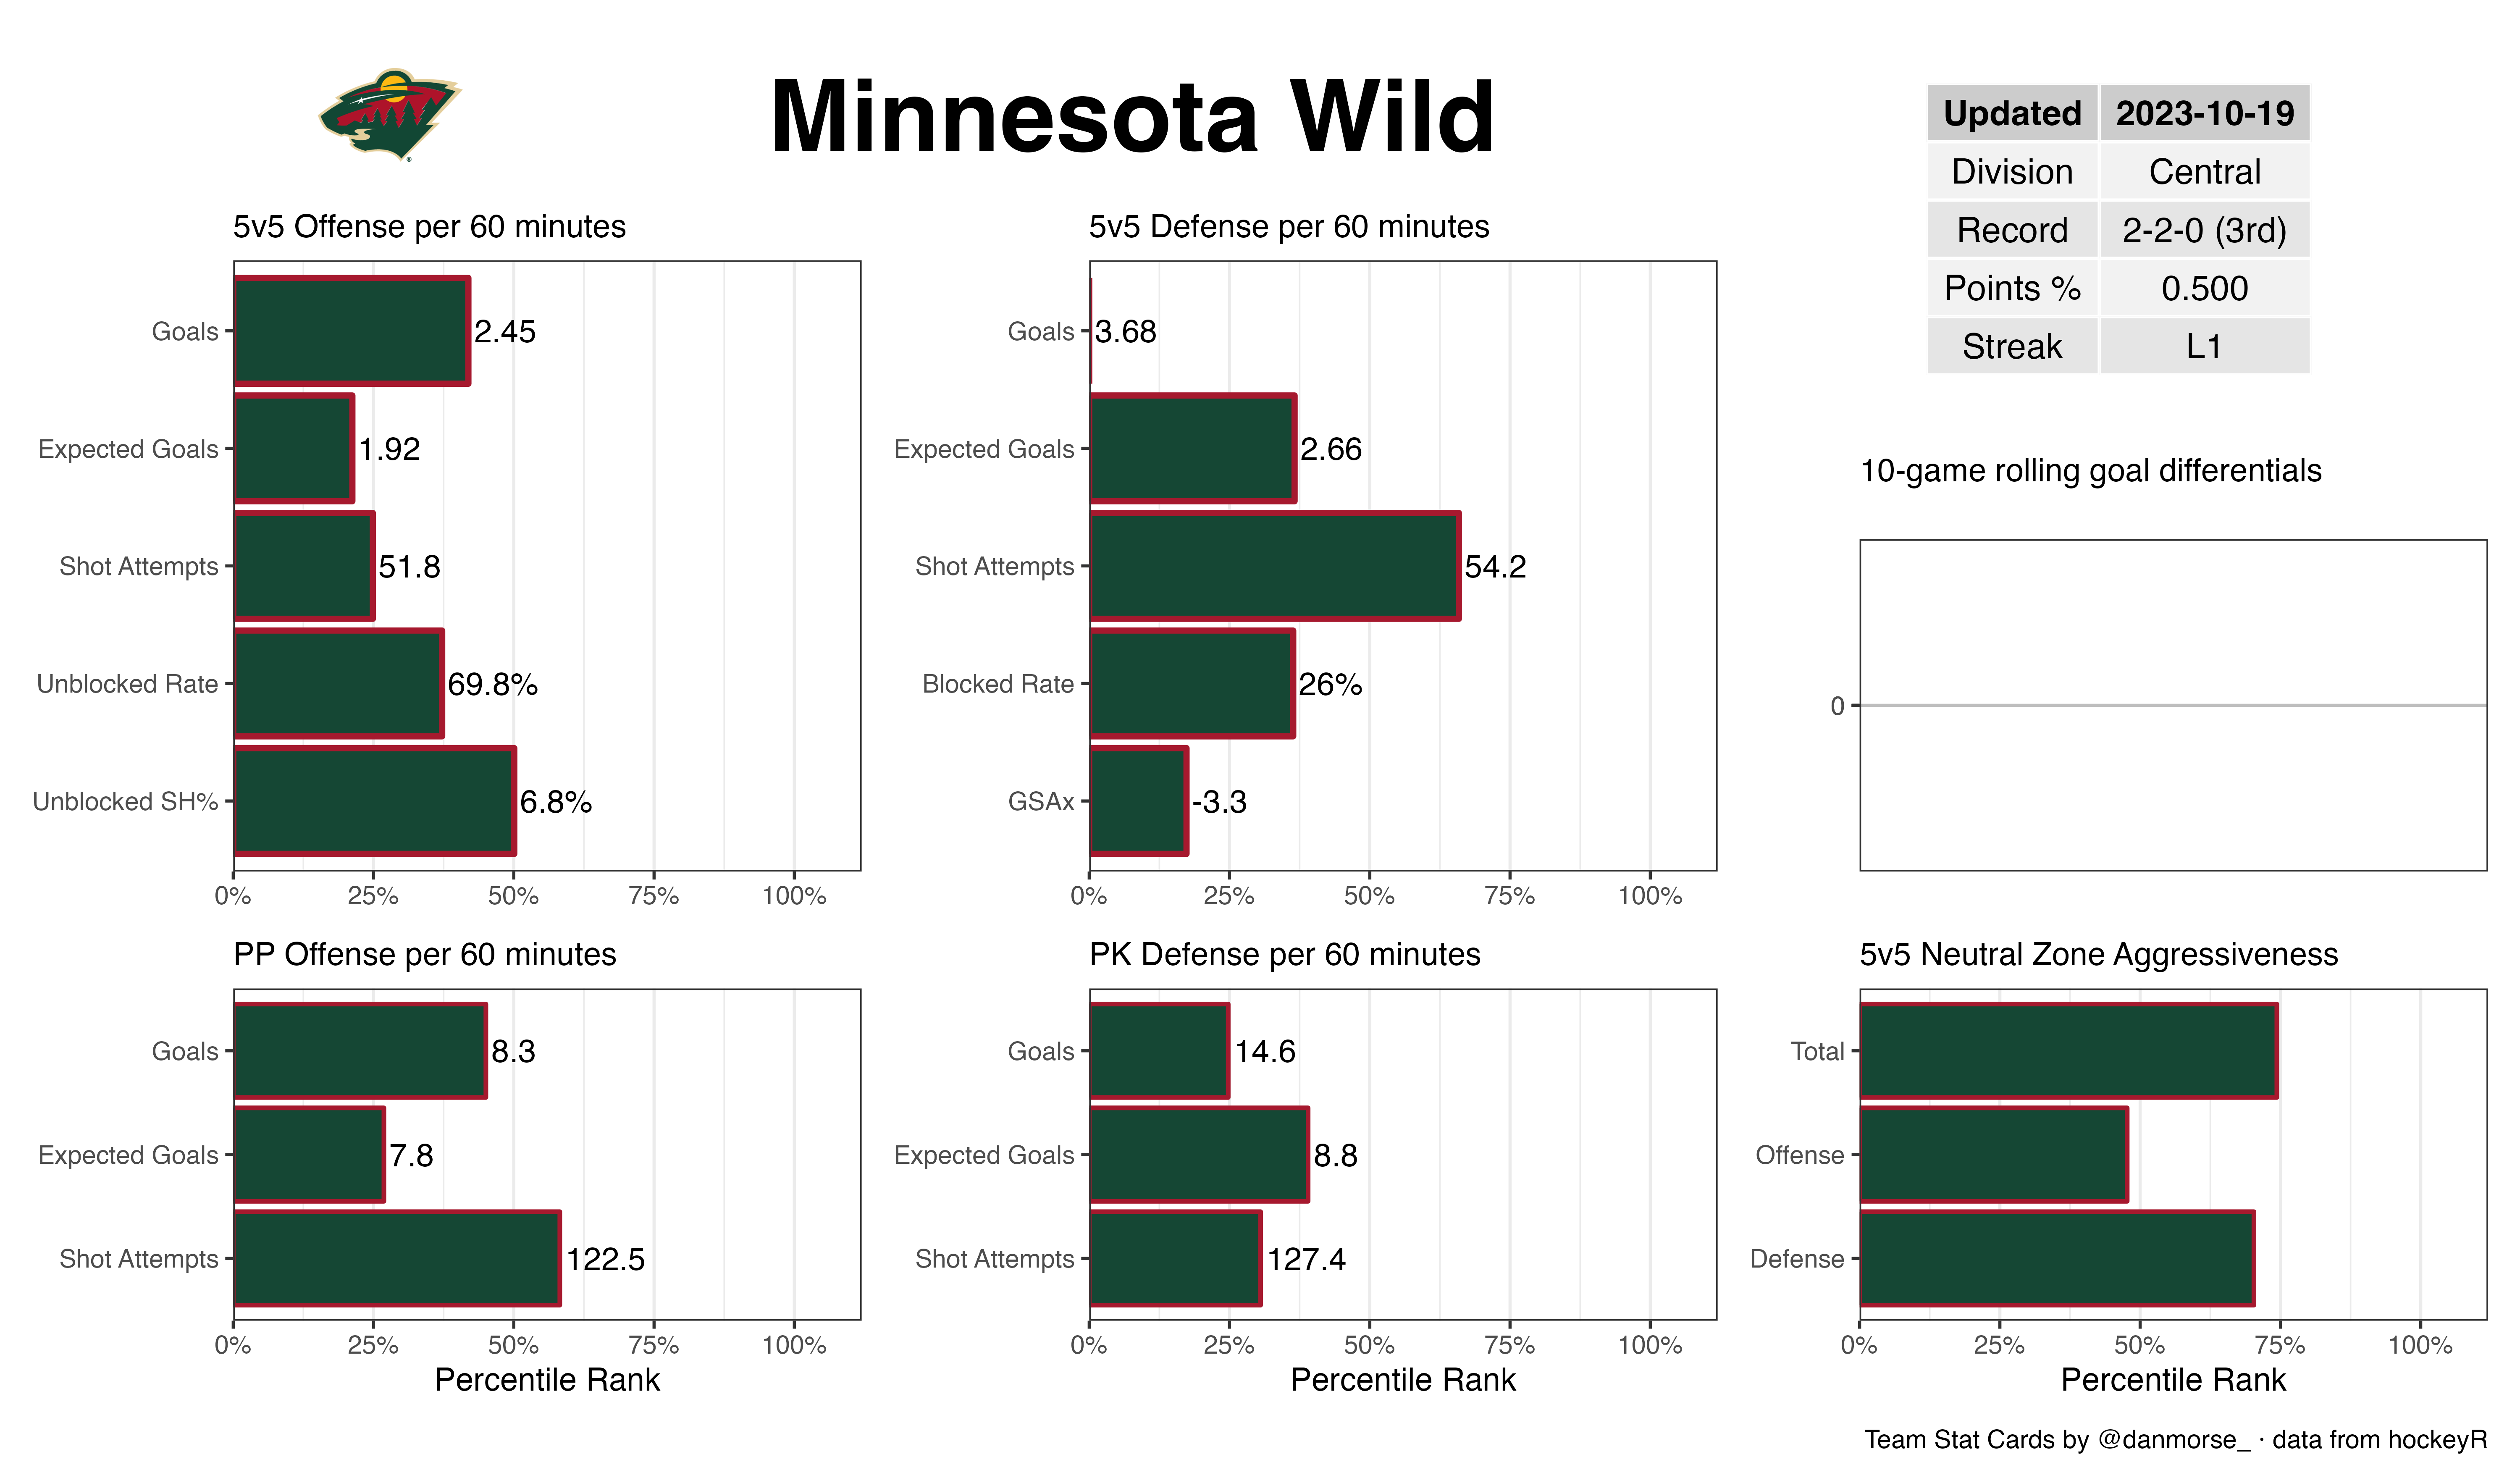 Minnesota Wild
Updated 2023-10-19
Division Central
Record 2-2-0 (3rd)
Points % 0.500
Streak L1
5v5 Offense per 60 minutes
Goals 2.45
Expected Goals 1.92
Shot Attempts 51.8
Unblocked Rate 69.8%
Unblocked SH% 6.8%
0% 25% 50% 75% 100%
5v5 Defense per 60 minutes
Goals 3.68
Expected Goals 2.66
Shot Attempts 54.2
Blocked Rate 26%
GSAx -3.3
0% 25% 50% 75% 100%
10-game rolling goal differentials
0
PP Offense per 60 minutes
Goals 8.3
Expected Goals 7.8
Shot Attempts 122.5
0% 25% 50% 75% 100%
Percentile Rank
PK Defense per 60 minutes
Goals 14.6
Expected Goals 8.8
Shot Attempts 127.4
0% 25% 50% 75% 100%
Percentile Rank
5v5 Neutral Zone Aggressiveness
Total
Offense
Defense
0% 25% 50% 75% 100%
Percentile Rank
Team Stat Cards by @danmorse_ · data from hockeyR